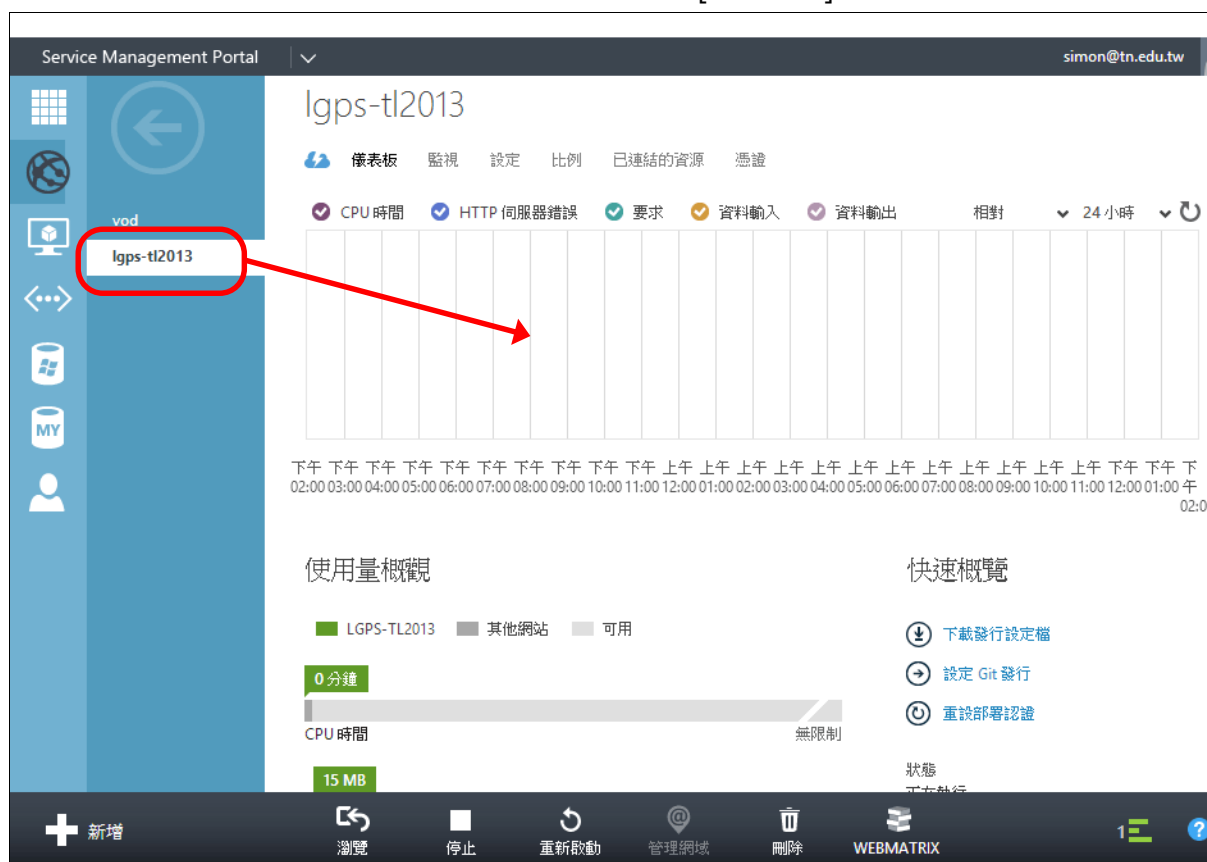 Service Management Portal
simon@tn.edu.tw
lgps-tl2013
儀表板 監視 設定 比例 已連結的資源 憑證
CPU 時間 HTTP 伺服器錯誤 要求 資料輸入 資料輸出 相對 24 小時
vod
lgps-tl2013
MY
下午 下午 下午 下午 下午 下午 下午 下午 下午 下午 上午 上午 上午 上午 上午 上午 上午 上午 上午 上午 上午 上午 下午 下午 下午
02:00 03:00 04:00 05:00 06:00 07:00 08:00 09:00 10:00 11:00 12:00 01:00 02:00 03:00 04:00 05:00 06:00 07:00 08:00 09:00 10:00 11:00 12:00 01:00 02:0
使用量概觀
快速概覽
LGPS-TL2013 其他網站 可用
下載發行設定檔
0 分鐘
設定 Git 發行
CPU 時間
無限制
重設部署認證
15 MB
狀態
正在執行
新增
瀏覽
停止
重新啟動
管理網域
刪除
WEBMATRIX
1
?